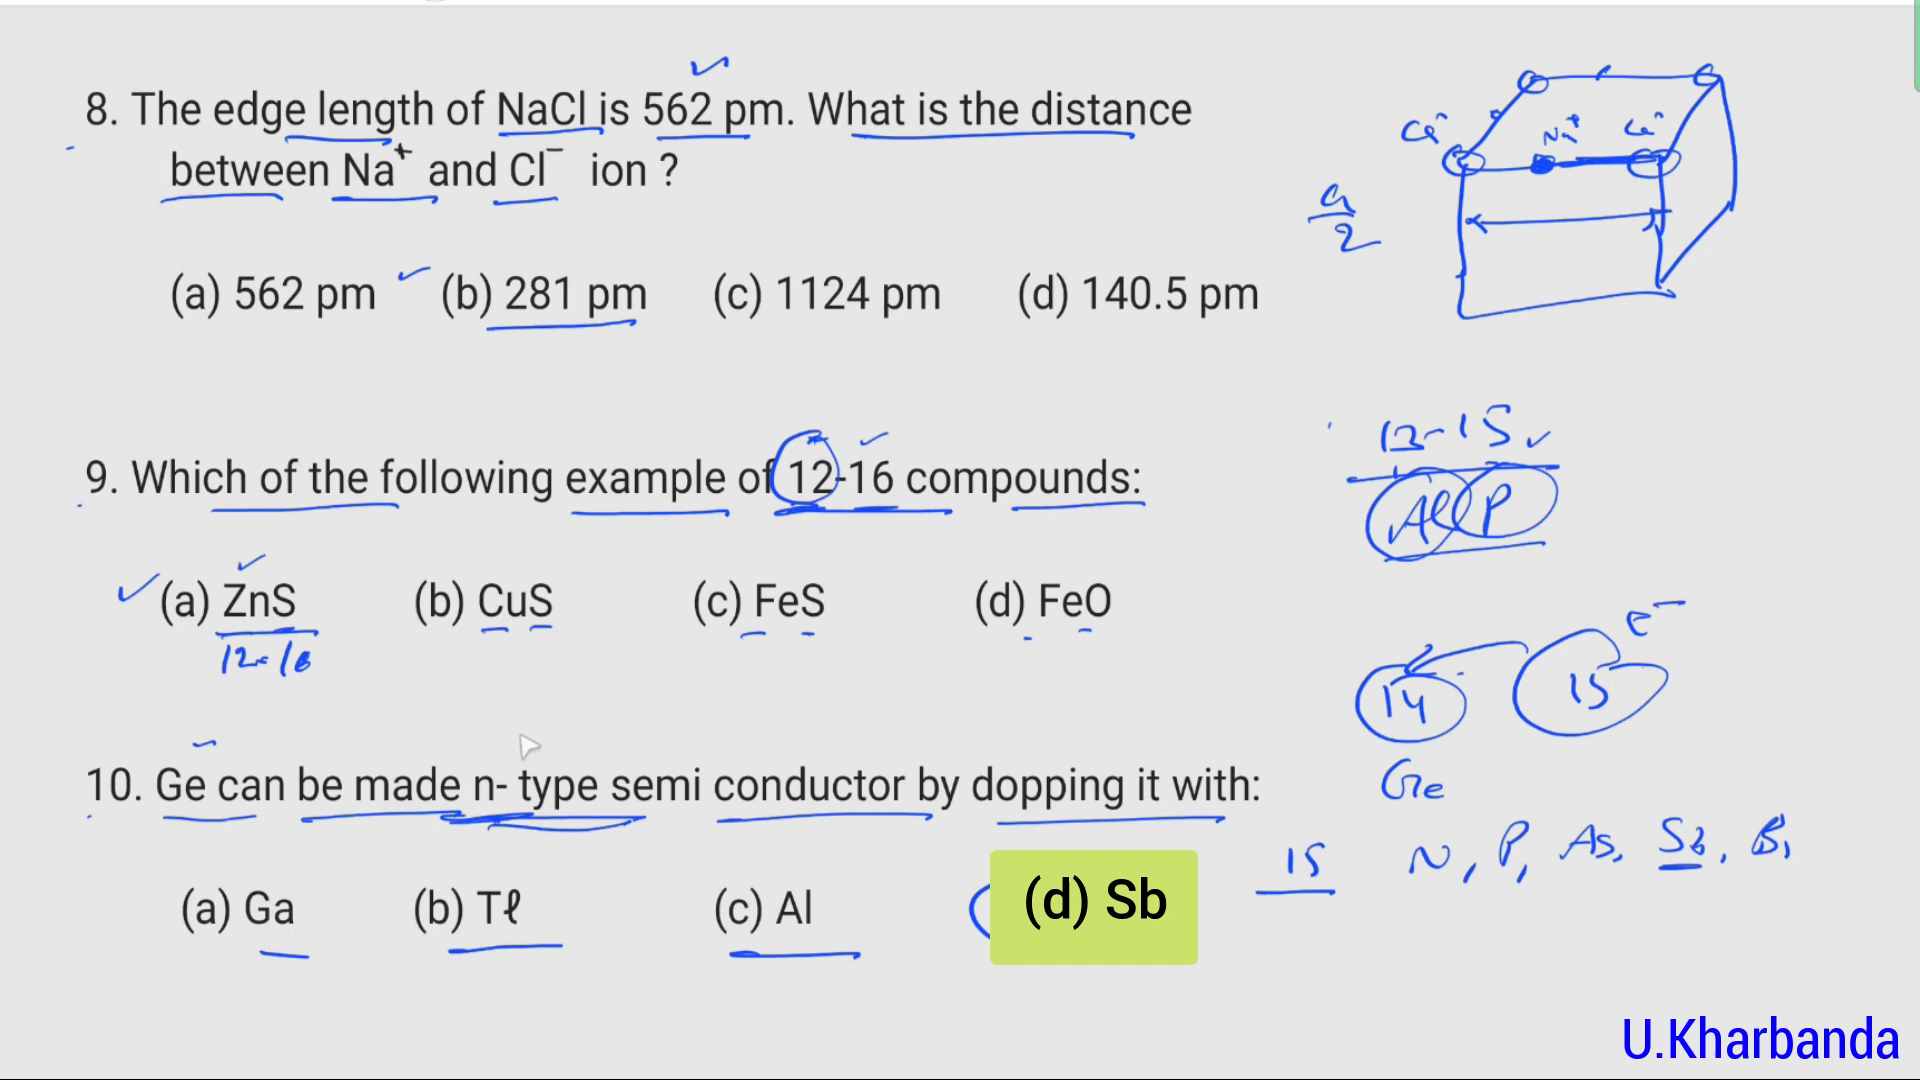 8. The edge length of NaCl is 562 pm. What is the distance
between Na⁺ and Cl⁻ ion ?
(a) 562 pm (b) 281 pm (c) 1124 pm (d) 140.5 pm
Na⁺
a/2
9. Which of the following example of 12-16 compounds:
(a) ZnS (b) CuS (c) FeS (d) FeO
12-16
13-15
Al P
e⁻
14 15
Ge
10. Ge can be made n- type semi conductor by dopping it with:
(a) Ga (b) Tℓ (c) Al (d) Sb
15 N, P, As, Sb, Bi
U.Kharbanda